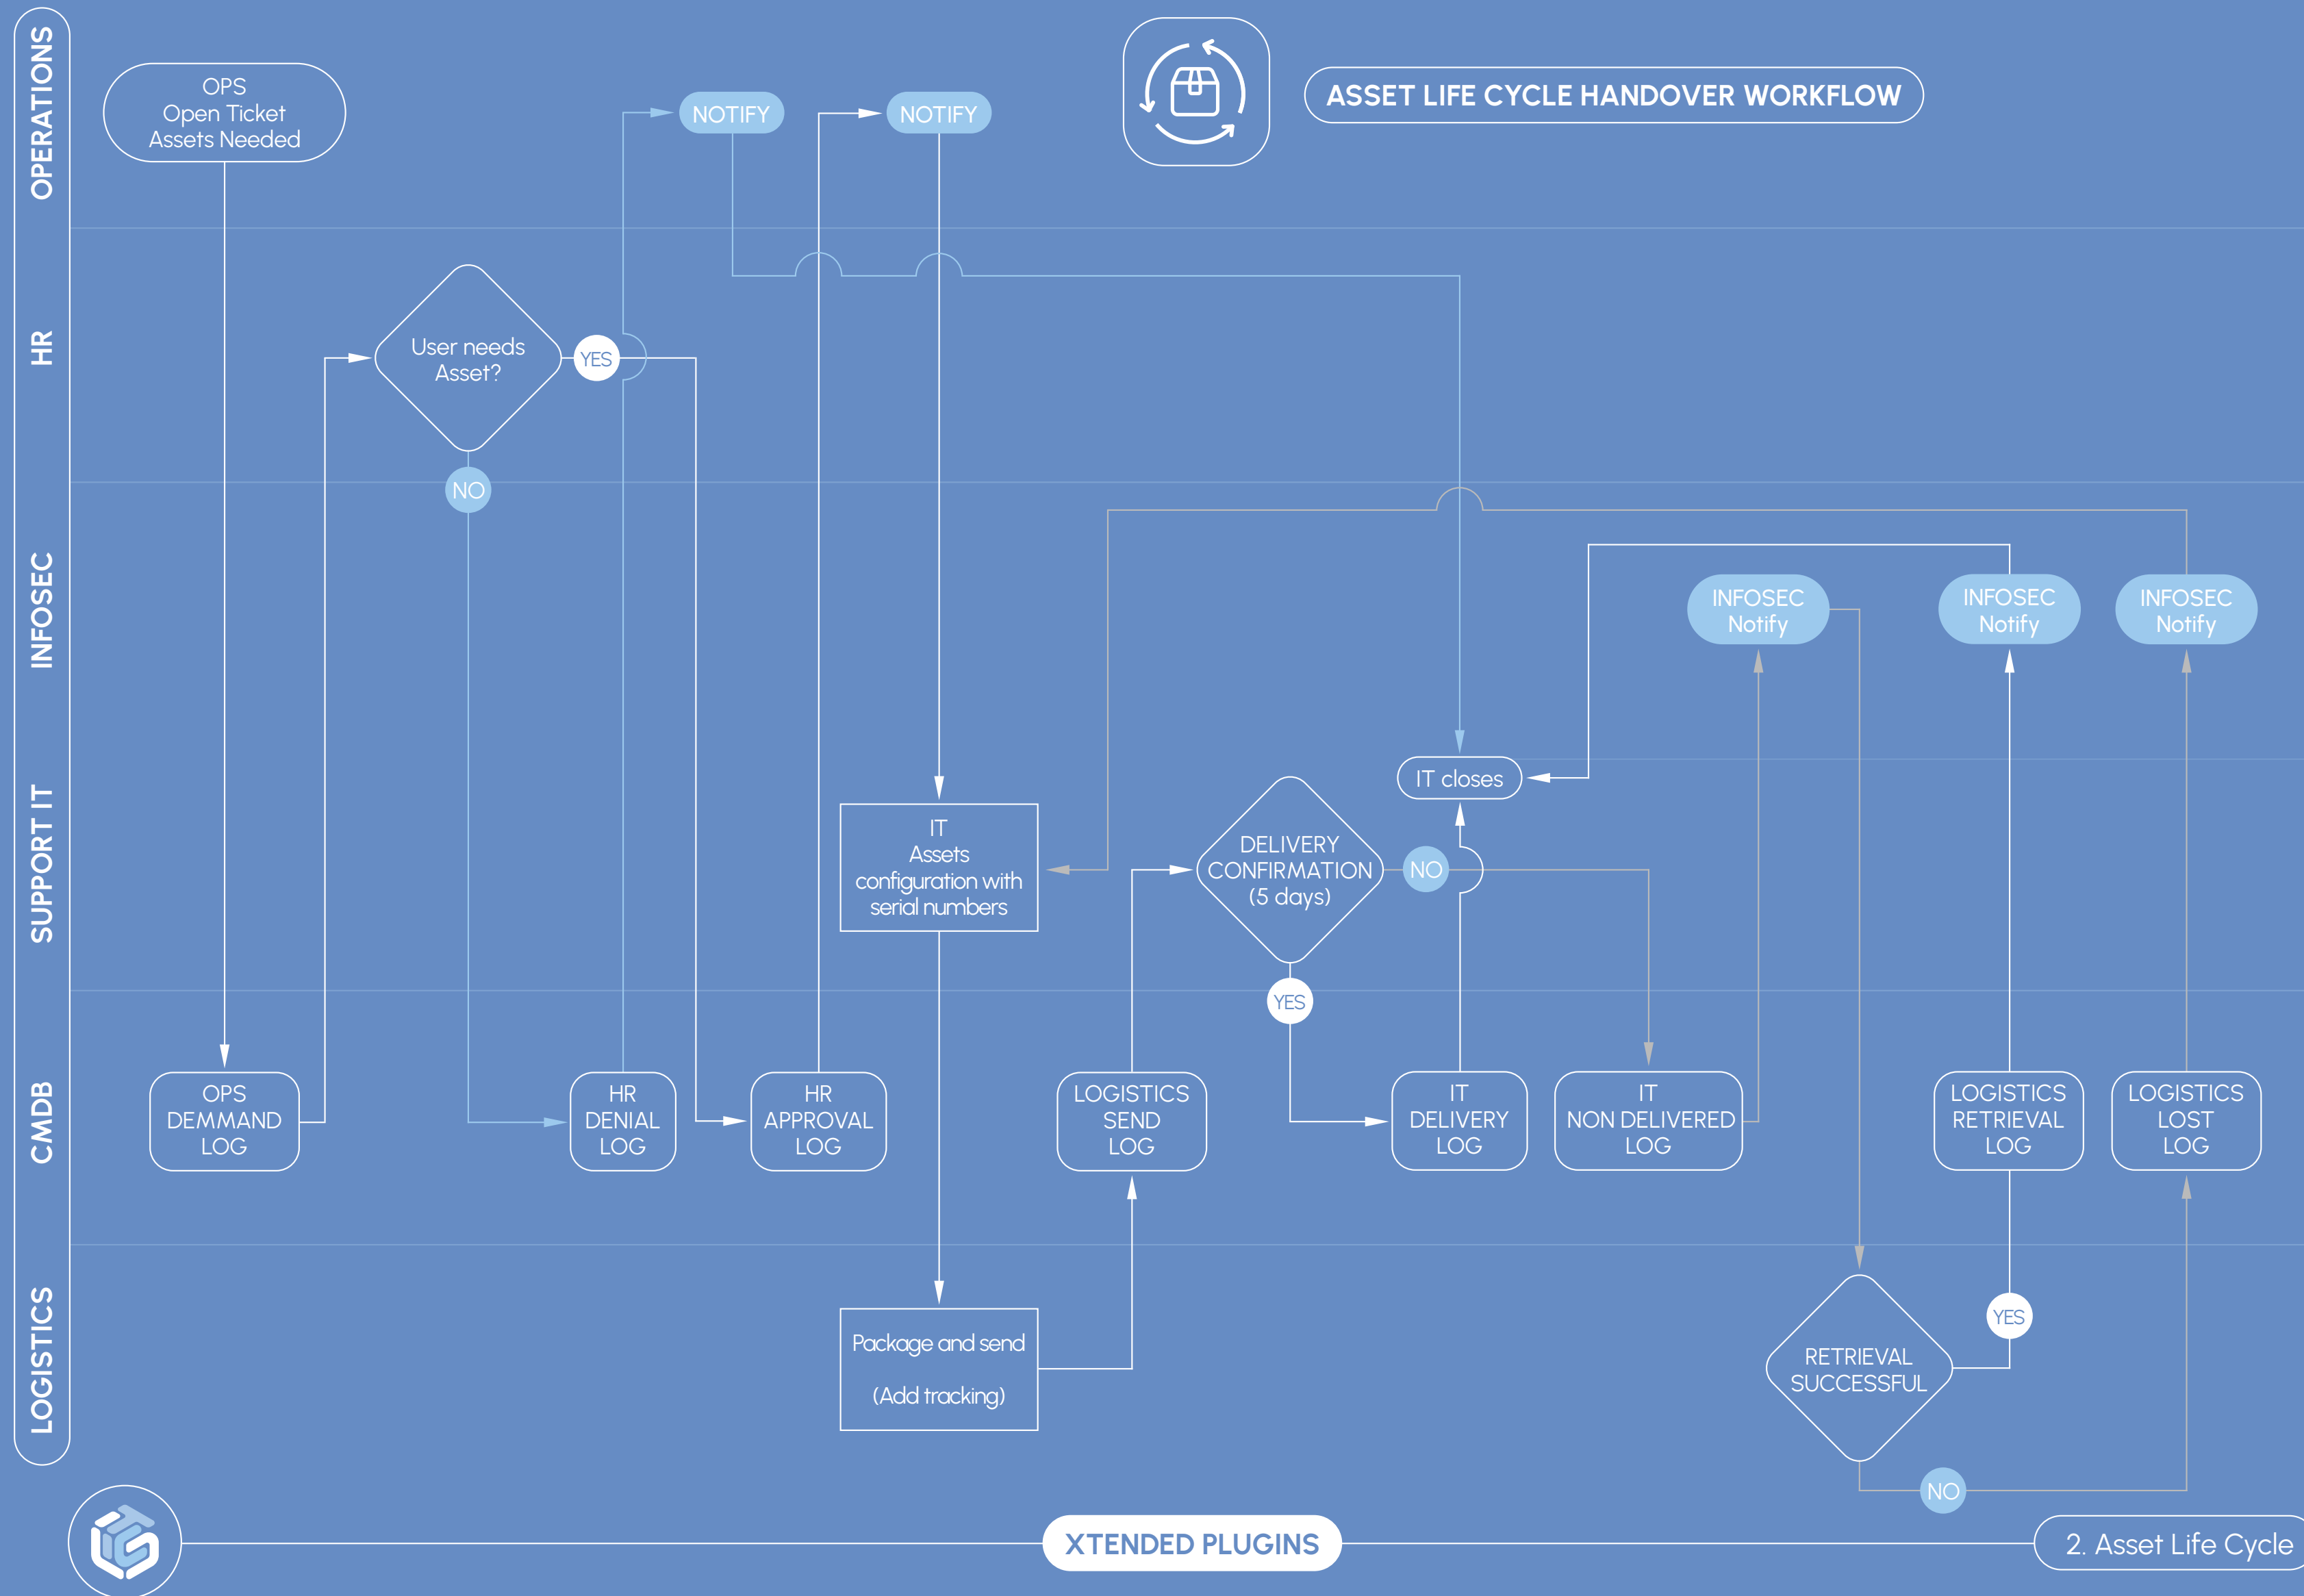 ASSET LIFE CYCLE HANDOVER WORKFLOW
OPERATIONS
OPS
Open Ticket
Assets Needed
NOTIFY
NOTIFY
HR
User needs
Asset?
YES
NO
INFOSEC
INFOSEC
Notify
INFOSEC
Notify
INFOSEC
Notify
SUPPORT IT
IT closes
IT
Assets
configuration with
serial numbers
DELIVERY
CONFIRMATION
(5 days)
NO
YES
CMDB
OPS
DEMMAND
LOG
HR
DENIAL
LOG
HR
APPROVAL
LOG
LOGISTICS
SEND
LOG
IT
DELIVERY
LOG
IT
NON DELIVERED
LOG
LOGISTICS
RETRIEVAL
LOG
LOGISTICS
LOST
LOG
LOGISTICS
Package and send
(Add tracking)
RETRIEVAL
SUCCESSFUL
YES
NO
XTENDED PLUGINS
2. Asset Life Cycle